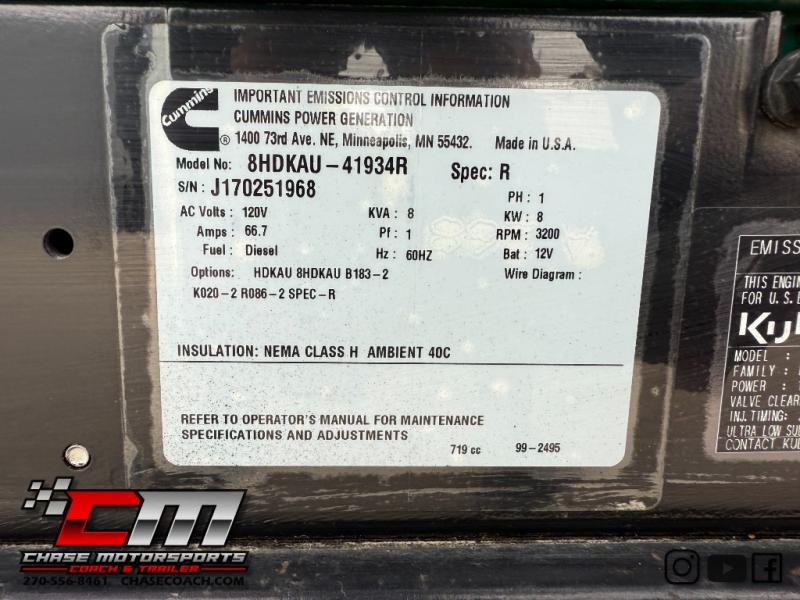 Cummins
®
IMPORTANT EMISSIONS CONTROL INFORMATION
CUMMINS POWER GENERATION
1400 73rd Ave. NE, Minneapolis, MN 55432. Made in U.S.A.
Model No: 8HDKAU-41934R Spec: R
S/N: J170251968
PH: 1
AC Volts: 120V KVA: 8 KW: 8
Amps: 66.7 Pf: 1 RPM: 3200
Fuel: Diesel Hz: 60HZ Bat: 12V
Options: HDKAU 8HDKAU B183-2 Wire Diagram:
K020-2 R086-2 SPEC-R
INSULATION: NEMA CLASS H AMBIENT 40C
REFER TO OPERATOR'S MANUAL FOR MAINTENANCE
SPECIFICATIONS AND ADJUSTMENTS
719 cc 99-2495
THIS
FOR U.S.
MODEL :
FAMILY :
POWER :
VALVE
INJ.TIMING:
ULTRA LOW
CONTACT
CM
CHASE MOTORSPORTS
COACH & TRAILER
270-556-8461 CHASECOACH.COM